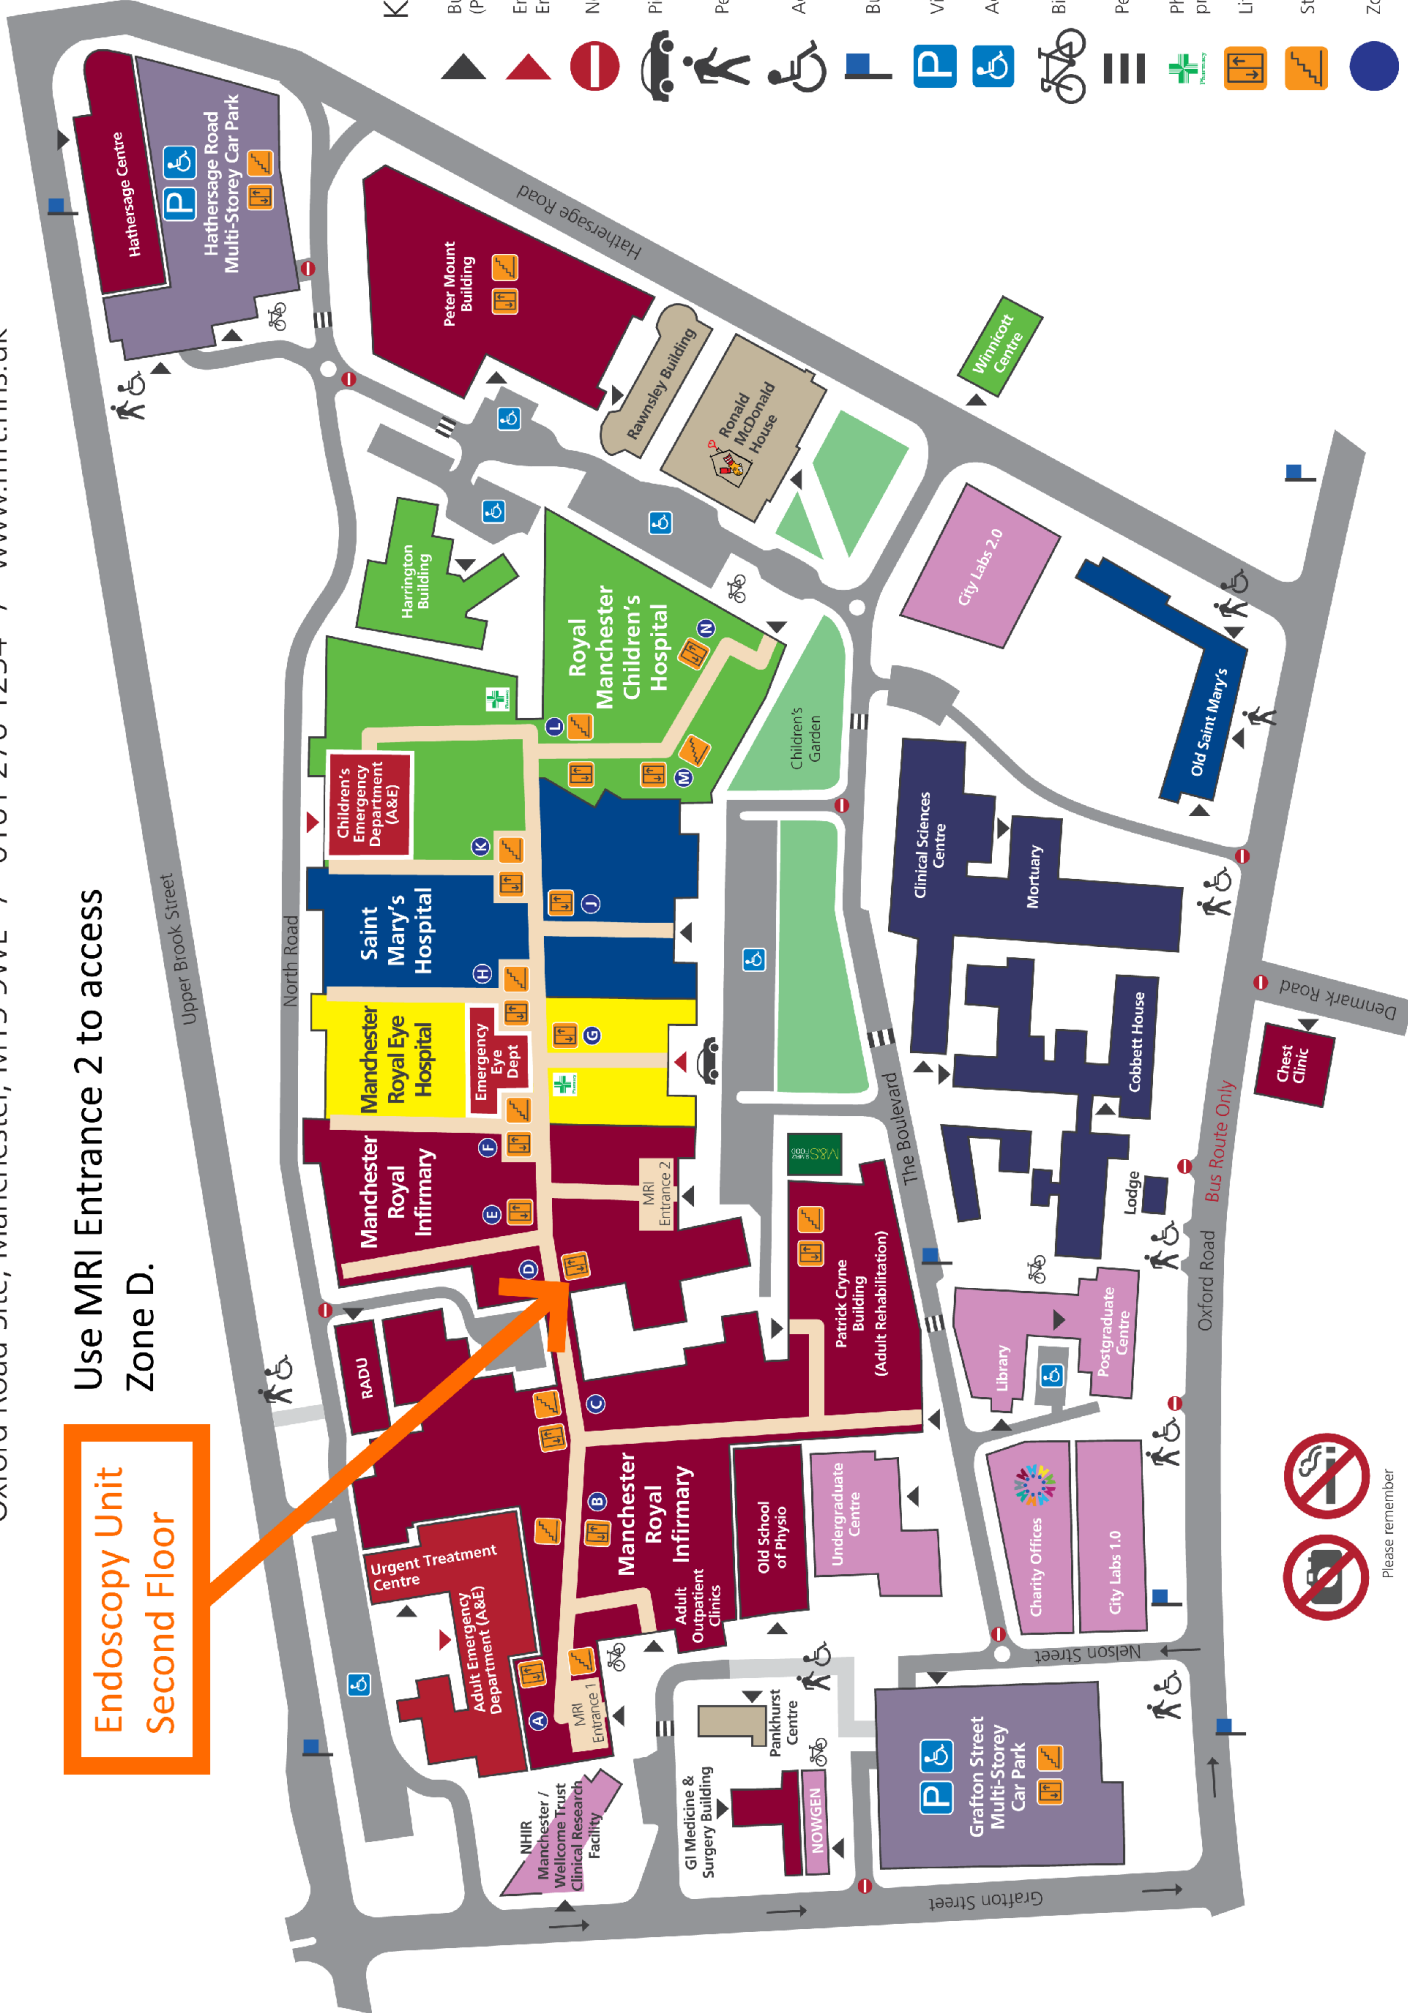 Use MRI Entrance 2 to access
Zone D.
Endoscopy Unit
Second Floor
Upper Brook Street
North Road
Hathersage Road
Hathersage Centre
Hathersage Road
Multi-Storey Car Park
Peter Mount
Building
Rawnsley Building
Ronald
McDonald
House
Winnicott
Centre
Harrington
Building
Royal
Manchester
Children's
Hospital
Children's
Emergency
Department
(A&E)
Saint
Mary's
Hospital
Manchester
Royal Eye
Hospital
Emergency
Eye
Dept
Manchester
Royal
Infirmary
MRI
Entrance 2
RADU
Urgent Treatment
Centre
Adult Emergency
Department (A&E)
MRI
Entrance 1
Manchester
Royal
Infirmary
Adult
Outpatient
Clinics
Old School
of Physio
Undergraduate
Centre
Patrick Cryne
Building
(Adult Rehabilitation)
M&S
FOOD
Children's
Garden
The Boulevard
City Labs 2.0
Old Saint Mary's
Clinical Sciences
Centre
Mortuary
Cobbett House
Lodge
Library
Postgraduate
Centre
Charity Offices
City Labs 1.0
Nelson Street
Oxford Road
Bus Route Only
Denmark Road
Chest
Clinic
NHIR
Manchester /
Wellcome Trust
Clinical Research
Facility
GI Medicine &
Surgery Building
NOWGEN
Pankhurst
Centre
Grafton Street
Multi-Storey
Car Park
Grafton Street
A
B
C
D
E
F
G
H
J
K
L
M
N
P
P
P
Pharmacy
Please remember